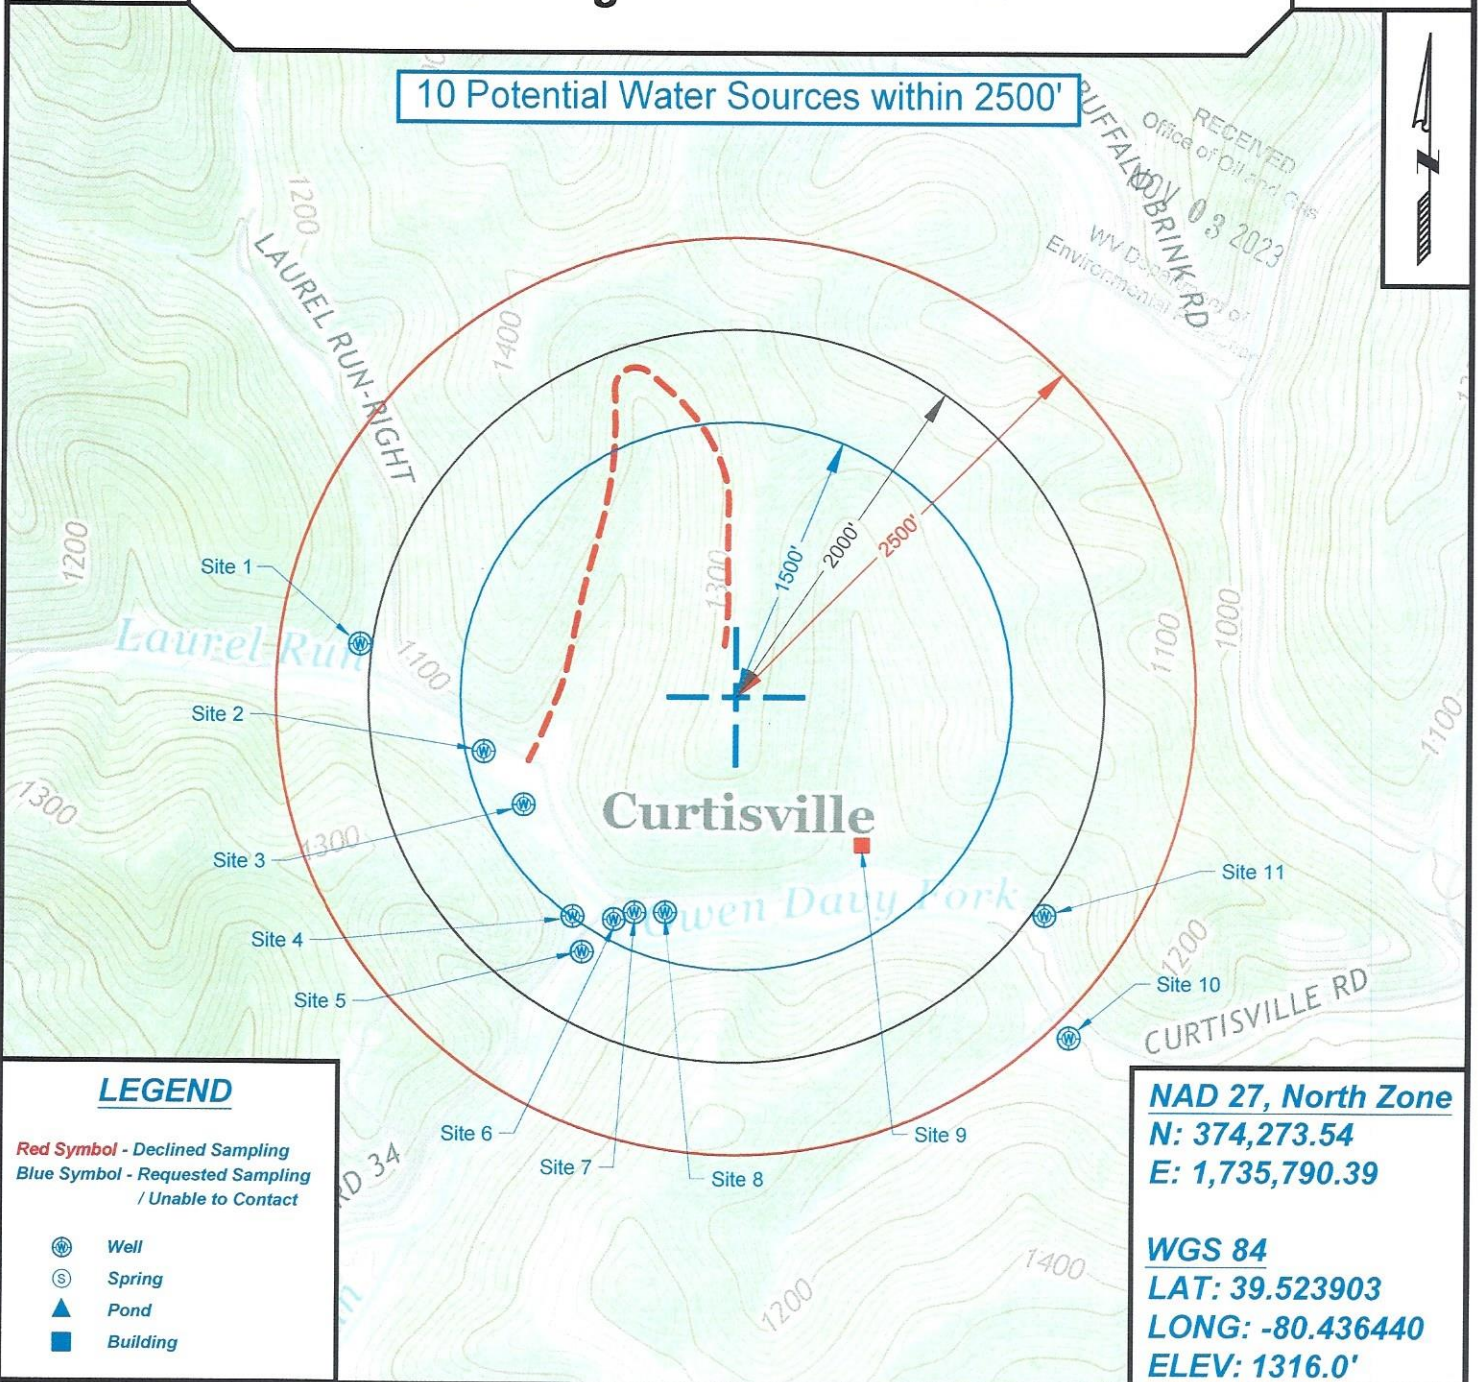 10 Potential Water Sources within 2500'
RECEIVED
Office of Oil and Gas
NOV 03 2023
WV Department of
Environmental Protection
BUFFALO BRINK RD
1200
LAUREL RUN-RIGHT
1400
1200
Site 1
Laurel Run
1100
Site 2
1300
1500'
2000'
2500'
1100
1000
1100
1300
1300
Site 3
Curtisville
Owen Davy Fork
Site 11
Site 4
Site 5
1200
Site 10
CURTISVILLE RD
Site 6
Site 7
Site 8
Site 9
RD 34
1200
1400
LEGEND
Red Symbol - Declined Sampling
Blue Symbol - Requested Sampling
/ Unable to Contact
W Well
S Spring
Pond
Building
NAD 27, North Zone
N: 374,273.54
E: 1,735,790.39
WGS 84
LAT: 39.523903
LONG: -80.436440
ELEV: 1316.0'